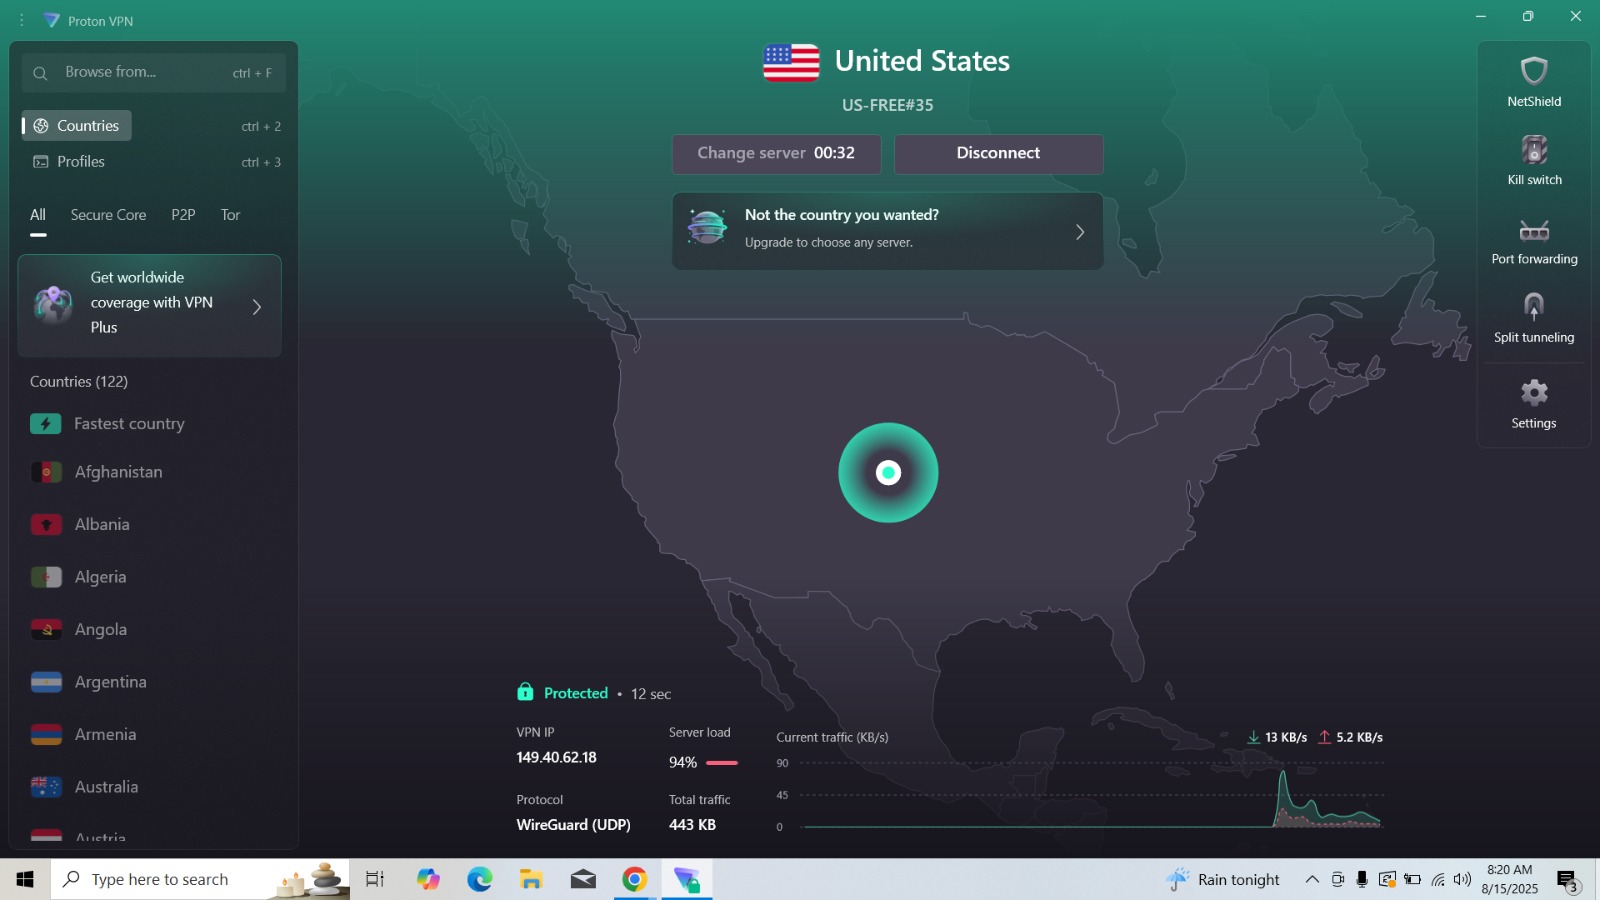 Proton VPN
Browse from...
ctrl + F
Countries
ctrl + 2
Profiles
ctrl + 3
All
Secure Core
P2P
Tor
Get worldwide
coverage with VPN
Plus
Countries (122)
Fastest country
Afghanistan
Albania
Algeria
Angola
Argentina
Armenia
Australia
Austria
United States
US-FREE#35
Change server 00:32
Disconnect
Not the country you wanted?
Upgrade to choose any server.
NetShield
Kill switch
Port forwarding
Split tunneling
Settings
Protected • 12 sec
VPN IP
149.40.62.18
Server load
94%
Protocol
WireGuard (UDP)
Total traffic
443 KB
Current traffic (KB/s)
13 KB/s
5.2 KB/s
90
45
0
Type here to search
Rain tonight
8:20 AM
8/15/2025
3